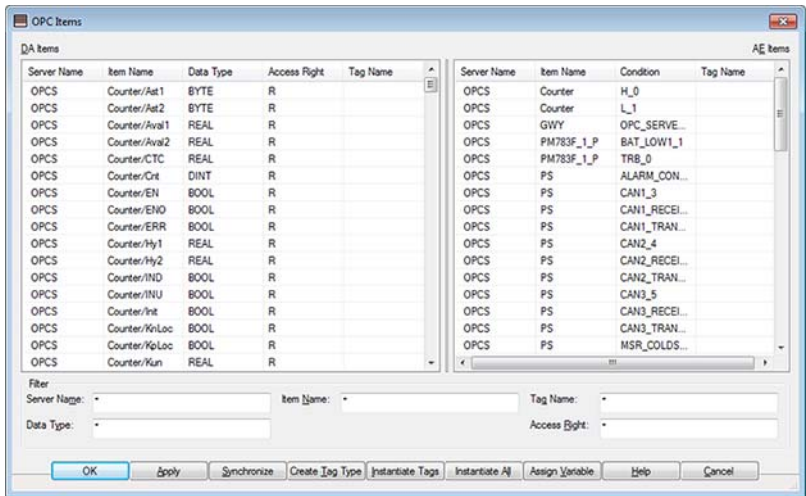 OPC Items
DA Items AE Items
Server Name Item Name Data Type Access Right Tag Name Server Name Item Name Condition Tag Name
OPCS Counter/Ast1 BYTE R OPCS Counter H_0
OPCS Counter/Ast2 BYTE R OPCS Counter L_1
OPCS Counter/Aval1 REAL R OPCS GWY OPC_SERVE...
OPCS Counter/Aval2 REAL R OPCS PM783F_1_P BAT_LOW1_1
OPCS Counter/CTC REAL R OPCS PM783F_1_P TRB_0
OPCS Counter/Cnt DINT R OPCS PS ALARM_CON...
OPCS Counter/EN BOOL R OPCS PS CAN1_3
OPCS Counter/ENO BOOL R OPCS PS CAN1_RECEI...
OPCS Counter/ERR BOOL R OPCS PS CAN1_TRAN...
OPCS Counter/Hy1 REAL R OPCS PS CAN2_4
OPCS Counter/Hy2 REAL R OPCS PS CAN2_RECEI...
OPCS Counter/IND BOOL R OPCS PS CAN2_TRAN...
OPCS Counter/INU BOOL R OPCS PS CAN3_5
OPCS Counter/Init BOOL R OPCS PS CAN3_RECEI...
OPCS Counter/KnLoc BOOL R OPCS PS CAN3_TRAN...
OPCS Counter/KpLoc BOOL R OPCS PS MSR_COLDS...
OPCS Counter/Kun REAL R
Filter
Server Name: * Item Name: * Tag Name: *
Data Type: * Access Right: *
OK Apply Synchronize Create Tag Type Instantiate Tags Instantiate All Assign Variable Help Cancel